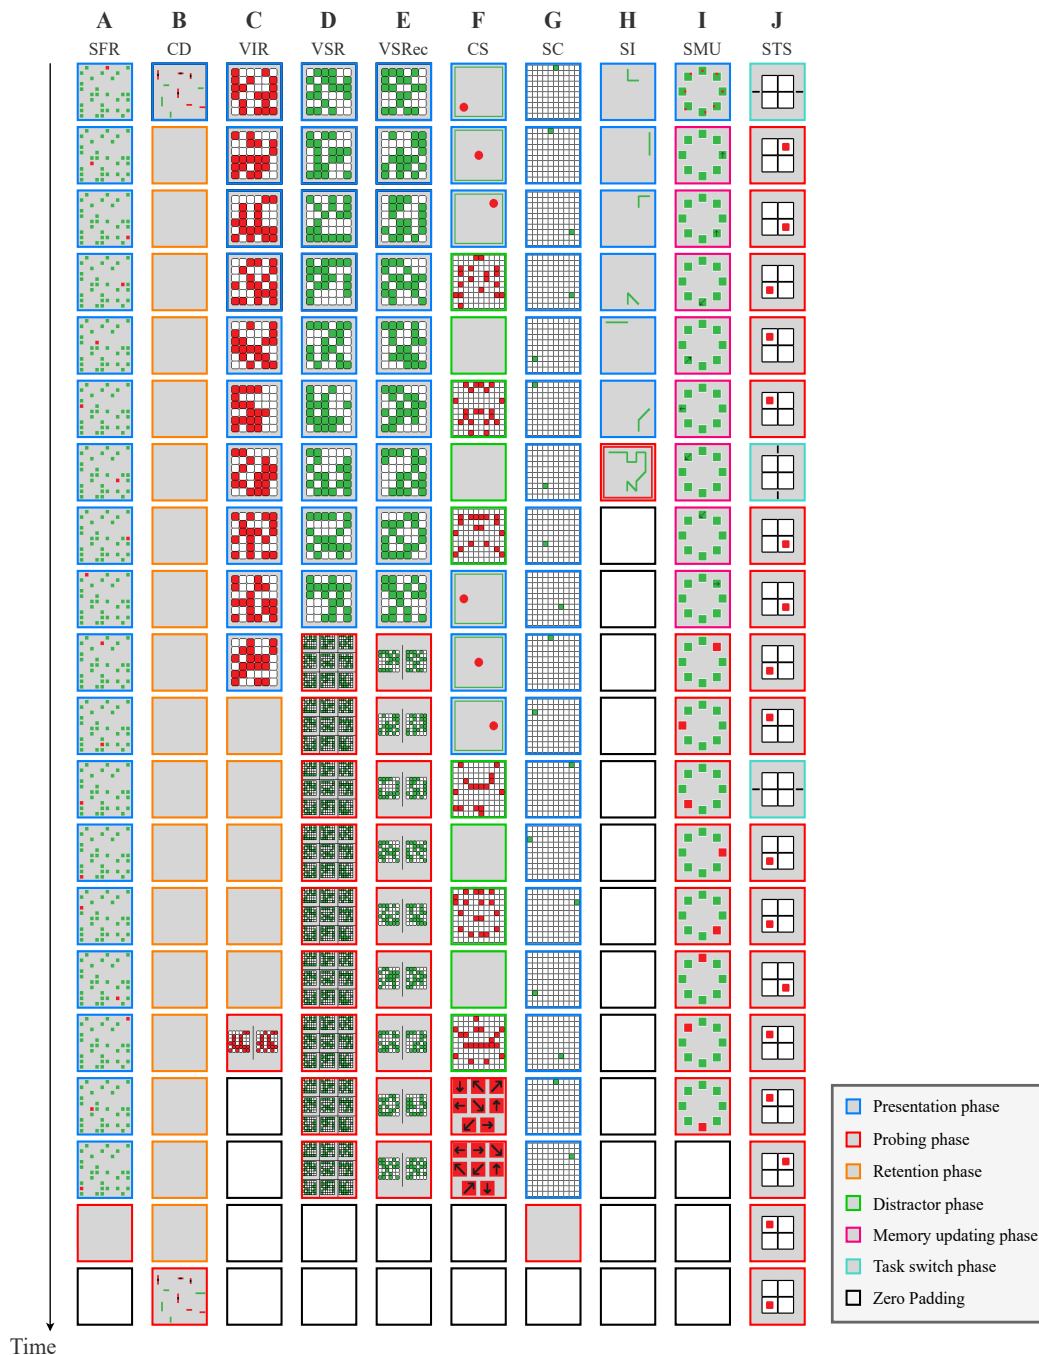 A B C D E F G H I J
SFR CD VIR VSR VSRec CS SC SI SMU STS
Presentation phase
Probing phase
Retention phase
Distractor phase
Memory updating phase
Task switch phase
Zero Padding
Time